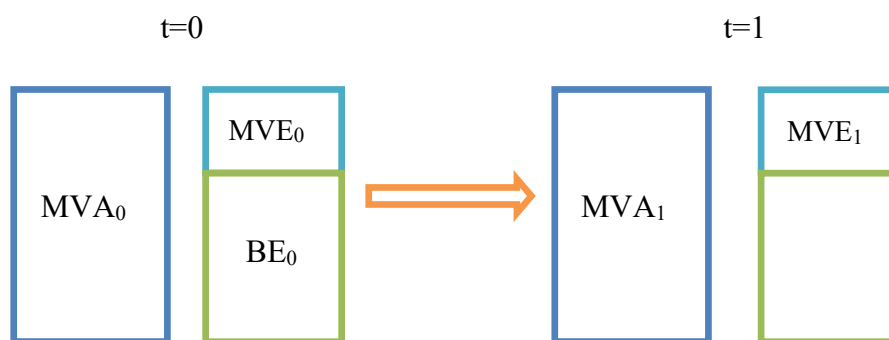 t=0 t=1
MVE₀ MVE₁
MVA₀ MVA₁
BE₀